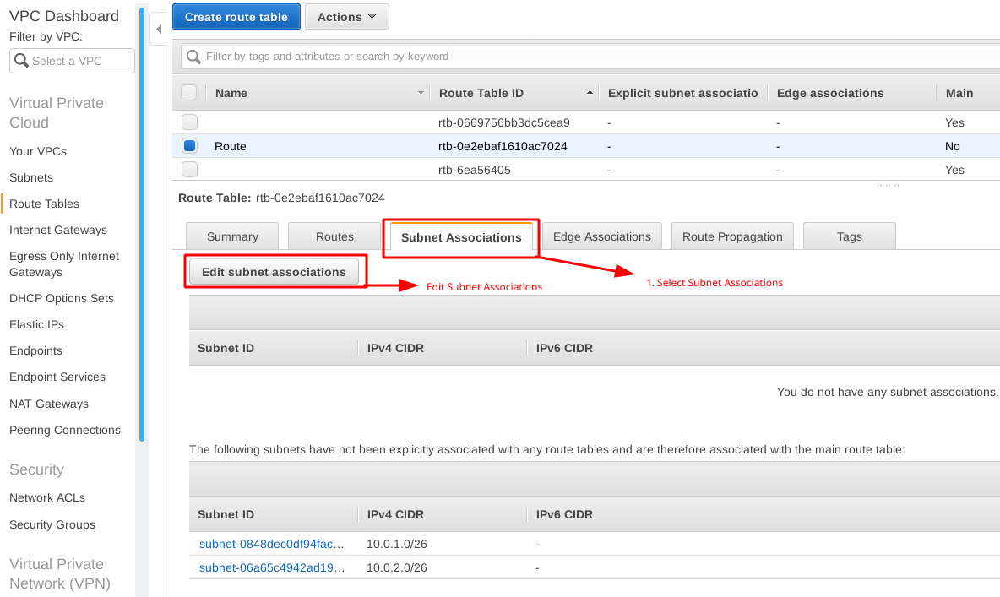 VPC Dashboard
Filter by VPC:
Select a VPC
Virtual Private
Cloud
Your VPCs
Subnets
Route Tables
Internet Gateways
Egress Only Internet
Gateways
DHCP Options Sets
Elastic IPs
Endpoints
Endpoint Services
NAT Gateways
Peering Connections
Security
Network ACLs
Security Groups
Virtual Private
Network (VPN)
Create route table Actions
Filter by tags and attributes or search by keyword
Name Route Table ID Explicit subnet associatio Edge associations Main
rtb-0669756bb3dc5cea9 - - Yes
Route rtb-0e2ebaf1610ac7024 - - No
rtb-6ea56405 - - Yes
Route Table: rtb-0e2ebaf1610ac7024
Summary Routes Subnet Associations Edge Associations Route Propagation Tags
Edit subnet associations
Edit Subnet Associations
1. Select Subnet Associations
Subnet ID IPv4 CIDR IPv6 CIDR
You do not have any subnet associations.
The following subnets have not been explicitly associated with any route tables and are therefore associated with the main route table:
Subnet ID IPv4 CIDR IPv6 CIDR
subnet-0848dec0df94fac... 10.0.1.0/26 -
subnet-06a65c4942ad19... 10.0.2.0/26 -